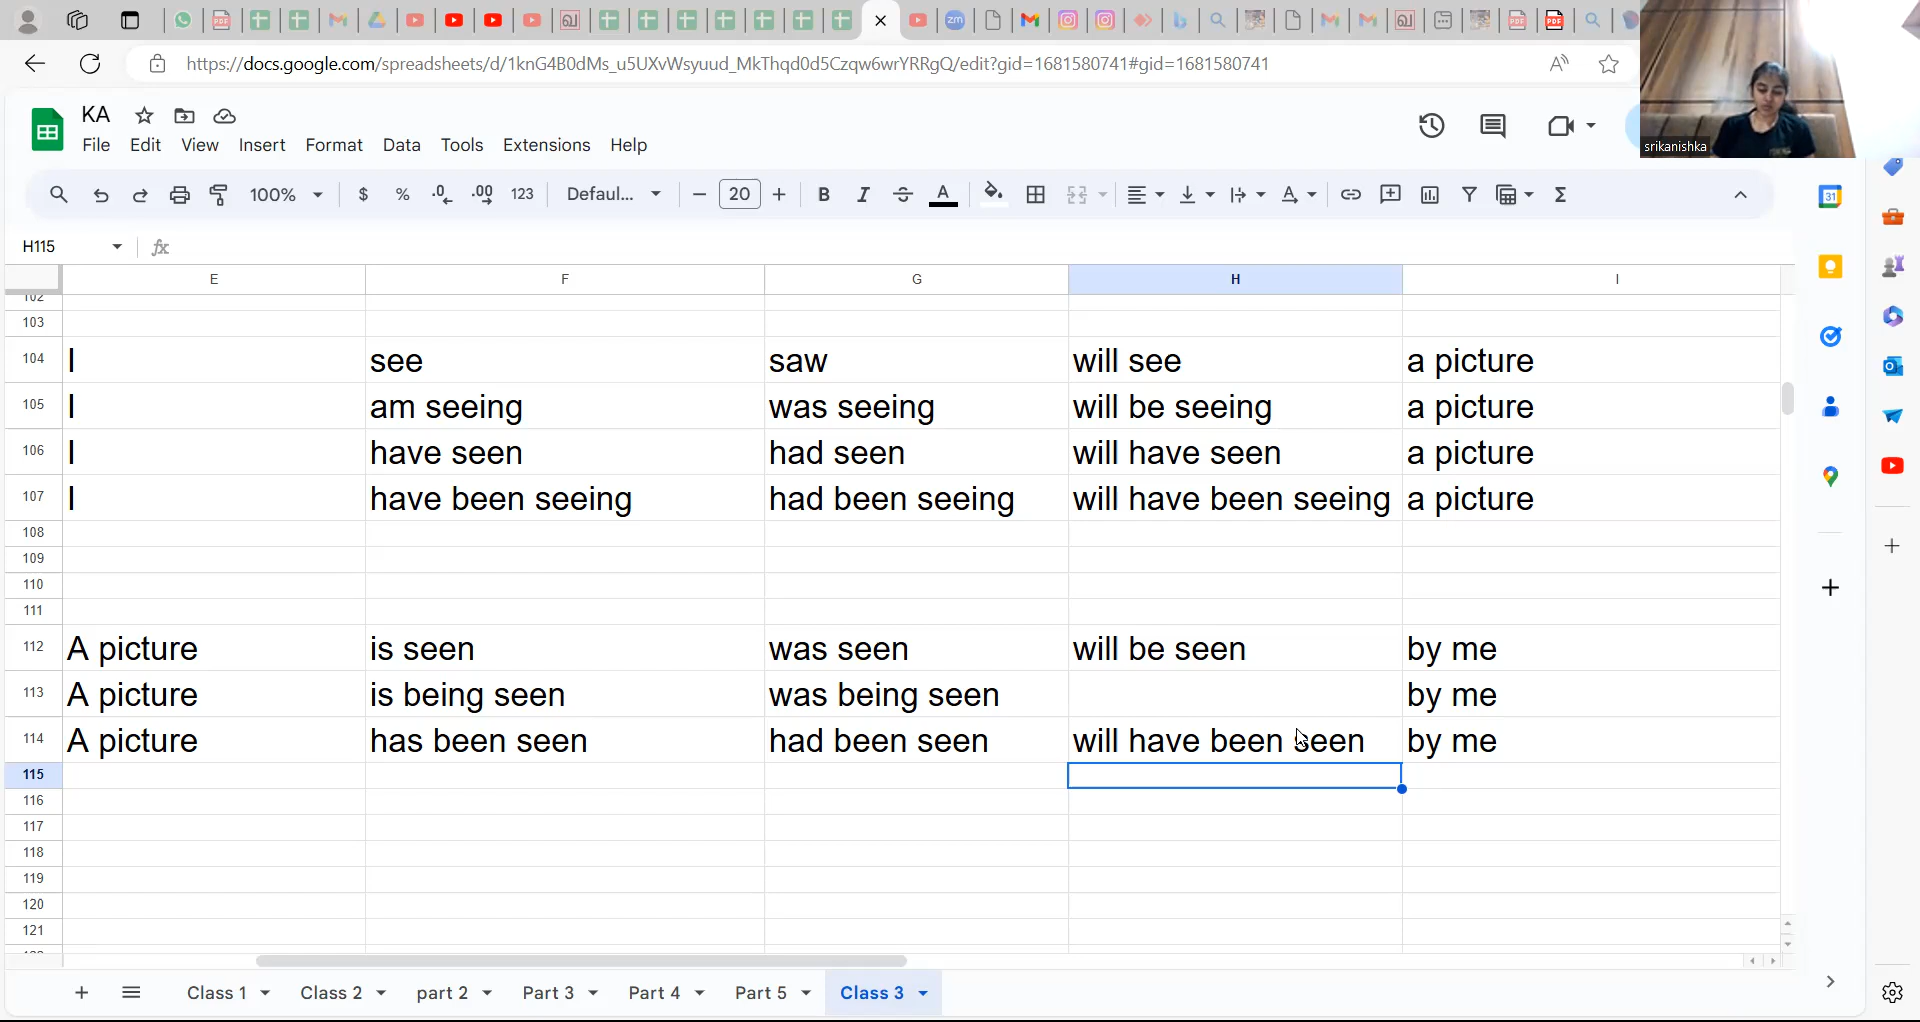 https://docs.google.com/spreadsheets/d/1knG4B0dMs_u5UXvWsyuud_MkThqd0d5Czqw6wrYRRgQ/edit?gid=1681580741#gid=1681580741
srikanishka
KA
File Edit View Insert Format Data Tools Extensions Help
100% $ % .0 .00 123 Defaul... 20 B I S A
H115 fx
E F G H I
102
103
104 I see saw will see a picture
105 I am seeing was seeing will be seeing a picture
106 I have seen had seen will have seen a picture
107 I have been seeing had been seeing will have been seeing a picture
108
109
110
111
112 A picture is seen was seen will be seen by me
113 A picture is being seen was being seen by me
114 A picture has been seen had been seen will have been seen by me
115
116
117
118
119
120
121
Class 1 Class 2 part 2 Part 3 Part 4 Part 5 Class 3